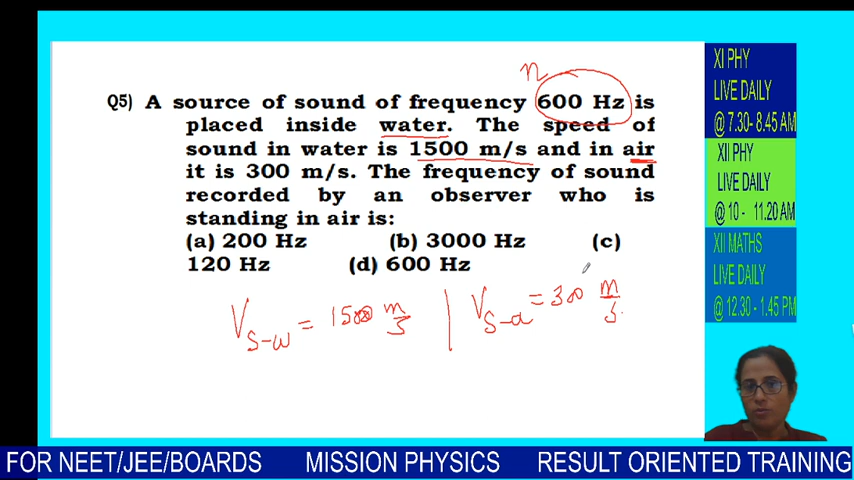 n
Q5) A source of sound of frequency 600 Hz is
placed inside water. The speed of
sound in water is 1500 m/s and in air
it is 300 m/s. The frequency of sound
recorded by an observer who is
standing in air is:
(a) 200 Hz (b) 3000 Hz (c)
120 Hz (d) 600 Hz
V S-w = 1500 m/s | V S-a = 300 m/s.
XI PHY
LIVE DAILY
@ 7.30- 8.45 AM
XII PHY
LIVE DAILY
@ 10 - 11.20 AM
XII MATHS
LIVE DAILY
@ 12.30 - 1.45 PM
FOR NEET/JEE/BOARDS MISSION PHYSICS RESULT ORIENTED TRAINING